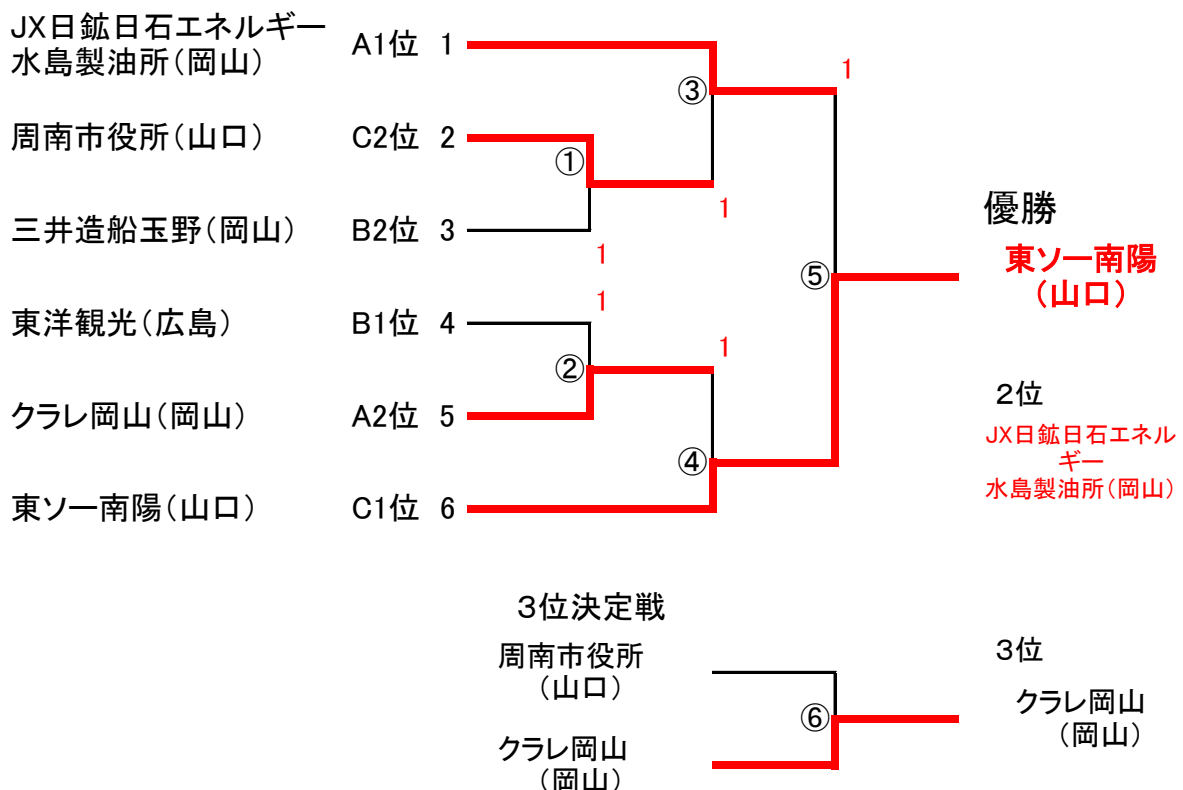 JX日鉱日石エネルギー
水島製油所(岡山) A1位 1
1
③
周南市役所(山口) C2位 2
①
1
三井造船玉野(岡山) B2位 3
1
優勝
東ソー南陽
(山口)
⑤
1
東洋観光(広島) B1位 4
1
②
クラレ岡山(岡山) A2位 5
2位
JX日鉱日石エネル
ギー
水島製油所(岡山)
④
東ソー南陽(山口) C1位 6
3位決定戦
周南市役所
(山口)
3位
⑥
クラレ岡山
(岡山)
クラレ岡山
(岡山)